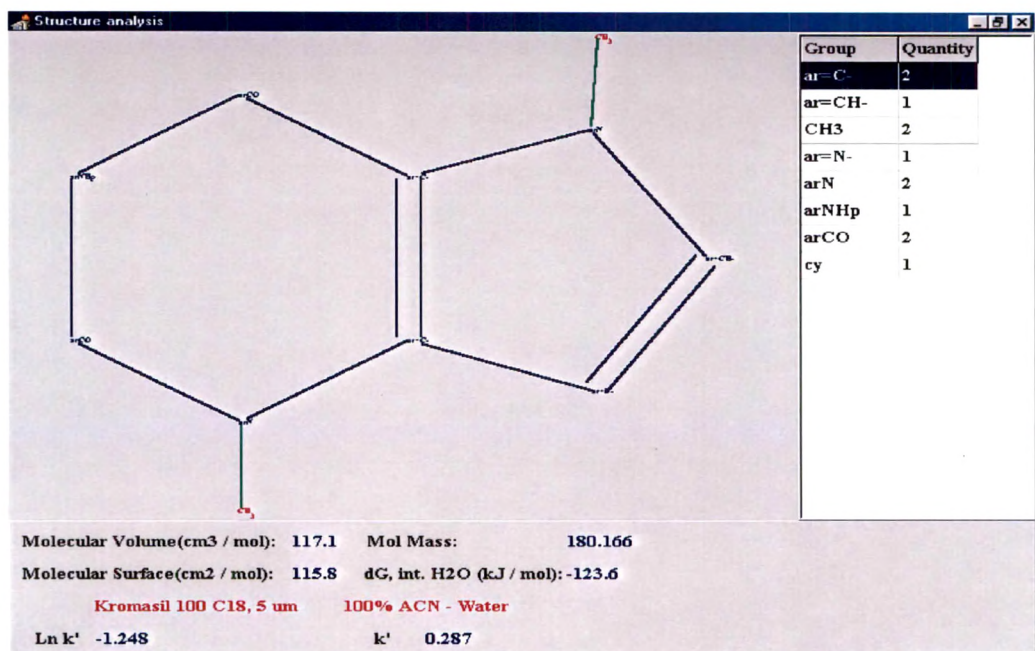 Structure analysis
CH3
Group Quantity
ar=C- 2
ar=CH- 1
CH3 2
ar=N- 1
arN 2
arNHp 1
arCO 2
cy 1
CH3
Molecular Volume(cm3 / mol): 117.1 Mol Mass: 180.166
Molecular Surface(cm2 / mol): 115.8 dG, int. H2O (kJ / mol): -123.6
Kromasil 100 C18, 5 um 100% ACN - Water
Ln k' -1.248 k' 0.287